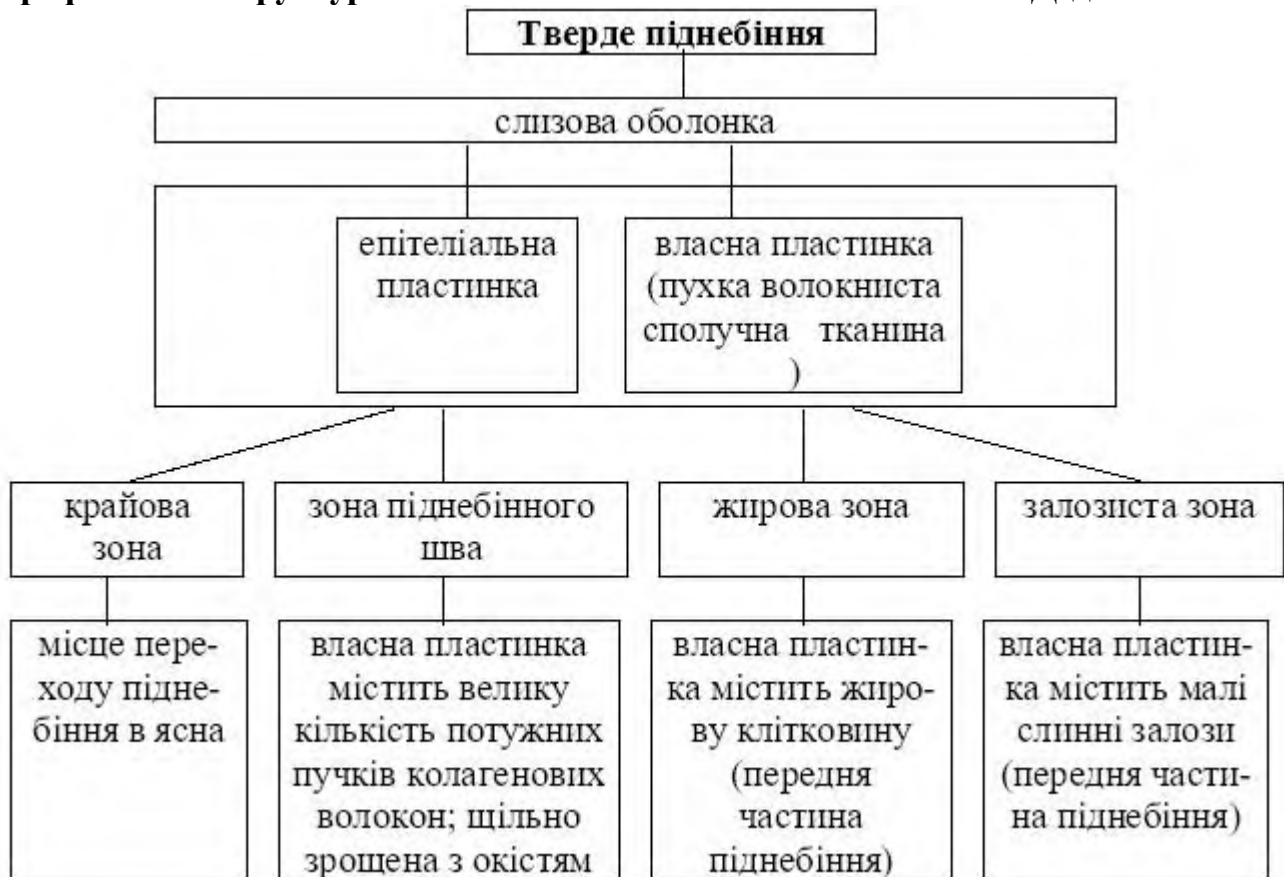 Тверде піднебіння
слизова оболонка
епітеліальна
пластинка
власна пластинка
(пухка волокниста
сполучна тканина
)
крайова
зона
зона піднебінного
шва
жирова зона
залозиста зона
місце пере-
ходу підне-
біння в ясна
власна пластинка
містить велику
кількість потужних
пучків колагенових
волокон; щільно
зрощена з окістям
власна пластин-
ка містить жиро-
ву клітковину
(передня
частина
піднебіння)
власна пластин-
ка містить малі
слинні залози
(передня части-
на піднебіння)